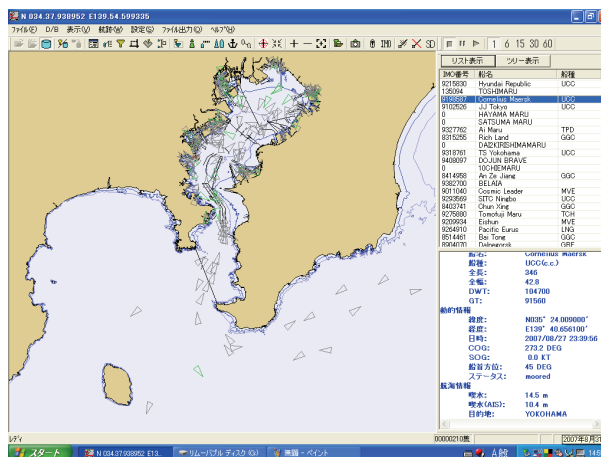 N 034.37.938952 E139.54.599335
ファイル(F) D/B 表示(V) 航跡(W) 設定(S) ファイル出力(O) ヘルプ(H)
IMO SD 1 6 15 30 60
リスト表示 ツリー表示
IMO番号 船名 船種
9215830 Hyundai Republic UCC
135094 TOSHIMARU
9198587 Cornelius Maersk UCC
9102526 JJ Tokyo UCC
0 HAYAMA MARU
0 SATSUMA MARU
9327762 Ai Maru TPD
8315255 Rich Land GGC
0 DAI2KIRISHIMAMARU
9318761 TS Yokohama UCC
9408097 DOJUN BRAVE
0 10CHIEMARU
8414958 An Ze Jiang GGC
9382700 BELAIA
9011040 Cosmic Leader MVE
9293569 SITC Ningbo UCC
8403741 Chun Xing GGC
9275880 Tomofuji Maru TCH
9209934 Eishun MVE
9264910 Pacific Eurus LNG
8514461 Bai Tong GGC
8904070 Dalnegorsk GRF
船名: Cornelius Maersk
船種: UCC(c.c.)
全長: 346
全幅: 42.8
DWT: 104700
GT: 91560
動的情報
緯度: N035° 24.009000'
経度: E139° 40.656100'
日時: 2007/08/27 23:39:56
COG: 273.2 DEG
SOG: 0.0 KT
船首方位: 45 DEG
ステータス: moored
航海情報
喫水: 14.5 m
喫水(AIS): 10.4 m
目的地: YOKOHAMA
レディ 00000210隻 2007年8月31
スタート N 034.37.938952 E13... リムーバブル ディスク (G:) 無題 - ペイント A 般